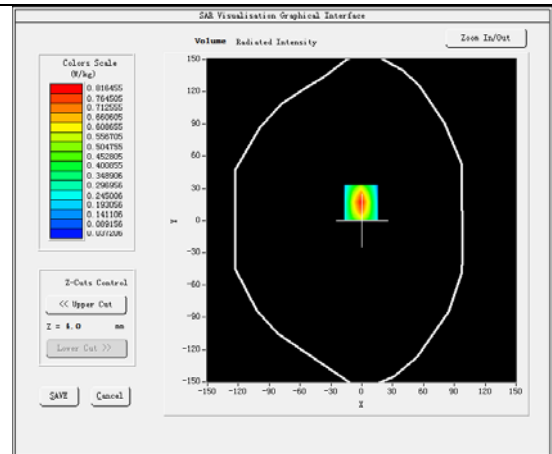 SAR Visualisation Graphical Interface
Volume Radiated Intensity
Zoom In/Out
Colors Scale
(W/kg)
0.816455
0.764505
0.712555
0.660605
0.608655
0.556705
0.504755
0.452805
0.400855
0.348906
0.296956
0.245006
0.193056
0.141106
0.089156
0.037206
Z-Cuts Control
<< Upper Cut
Z = 4.0 mm
Lower Cut >>
SAVE
Cancel
150
120
90
60
30
0
-30
-60
-90
-120
-150
Y
-150 -120 -90 -60 -30 0 30 60 90 120 150
X